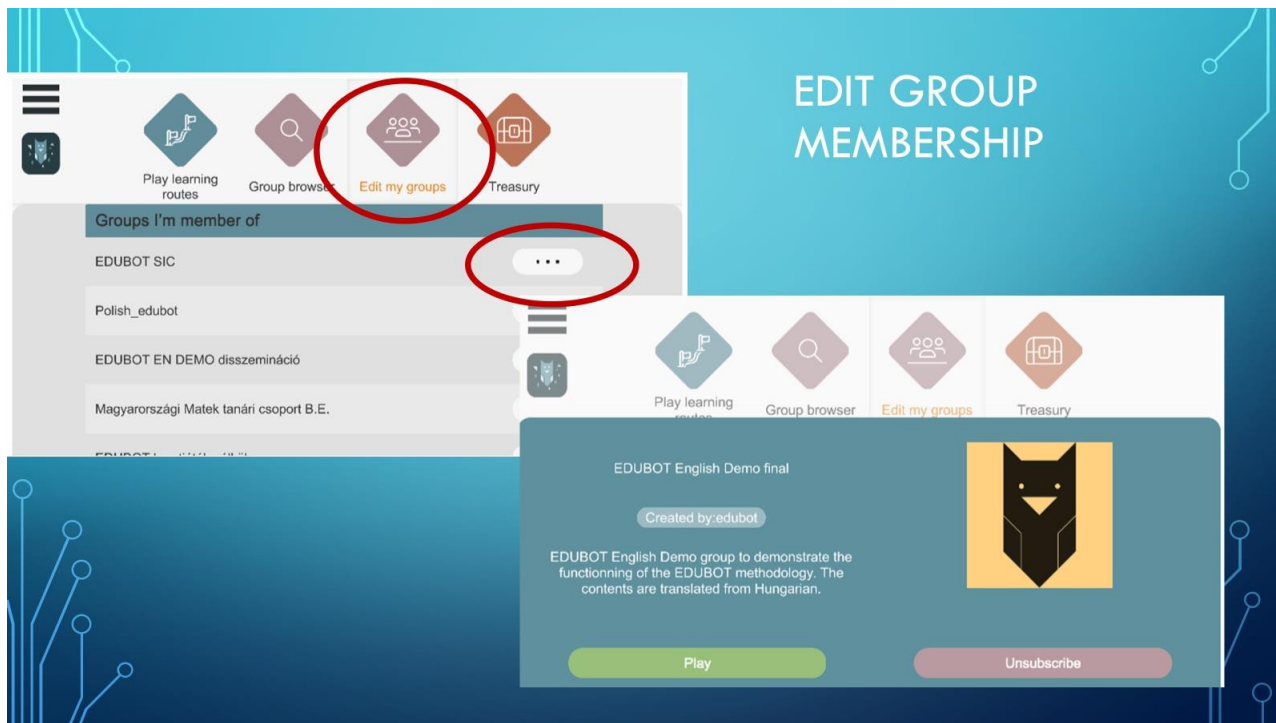 EDIT GROUP
MEMBERSHIP
Play learning
routes
Group browser
Edit my groups
Treasury
Groups I'm member of
EDUBOT SIC
...
Polish_edubot
EDUBOT EN DEMO disszemináció
Magyarországi Matek tanári csoport B.E.
EDUBOT
Play learning
routes
Group browser
Edit my groups
Treasury
EDUBOT English Demo final
Created by:edubot
EDUBOT English Demo group to demonstrate the
functionning of the EDUBOT methodology. The
contents are translated from Hungarian.
Play
Unsubscribe